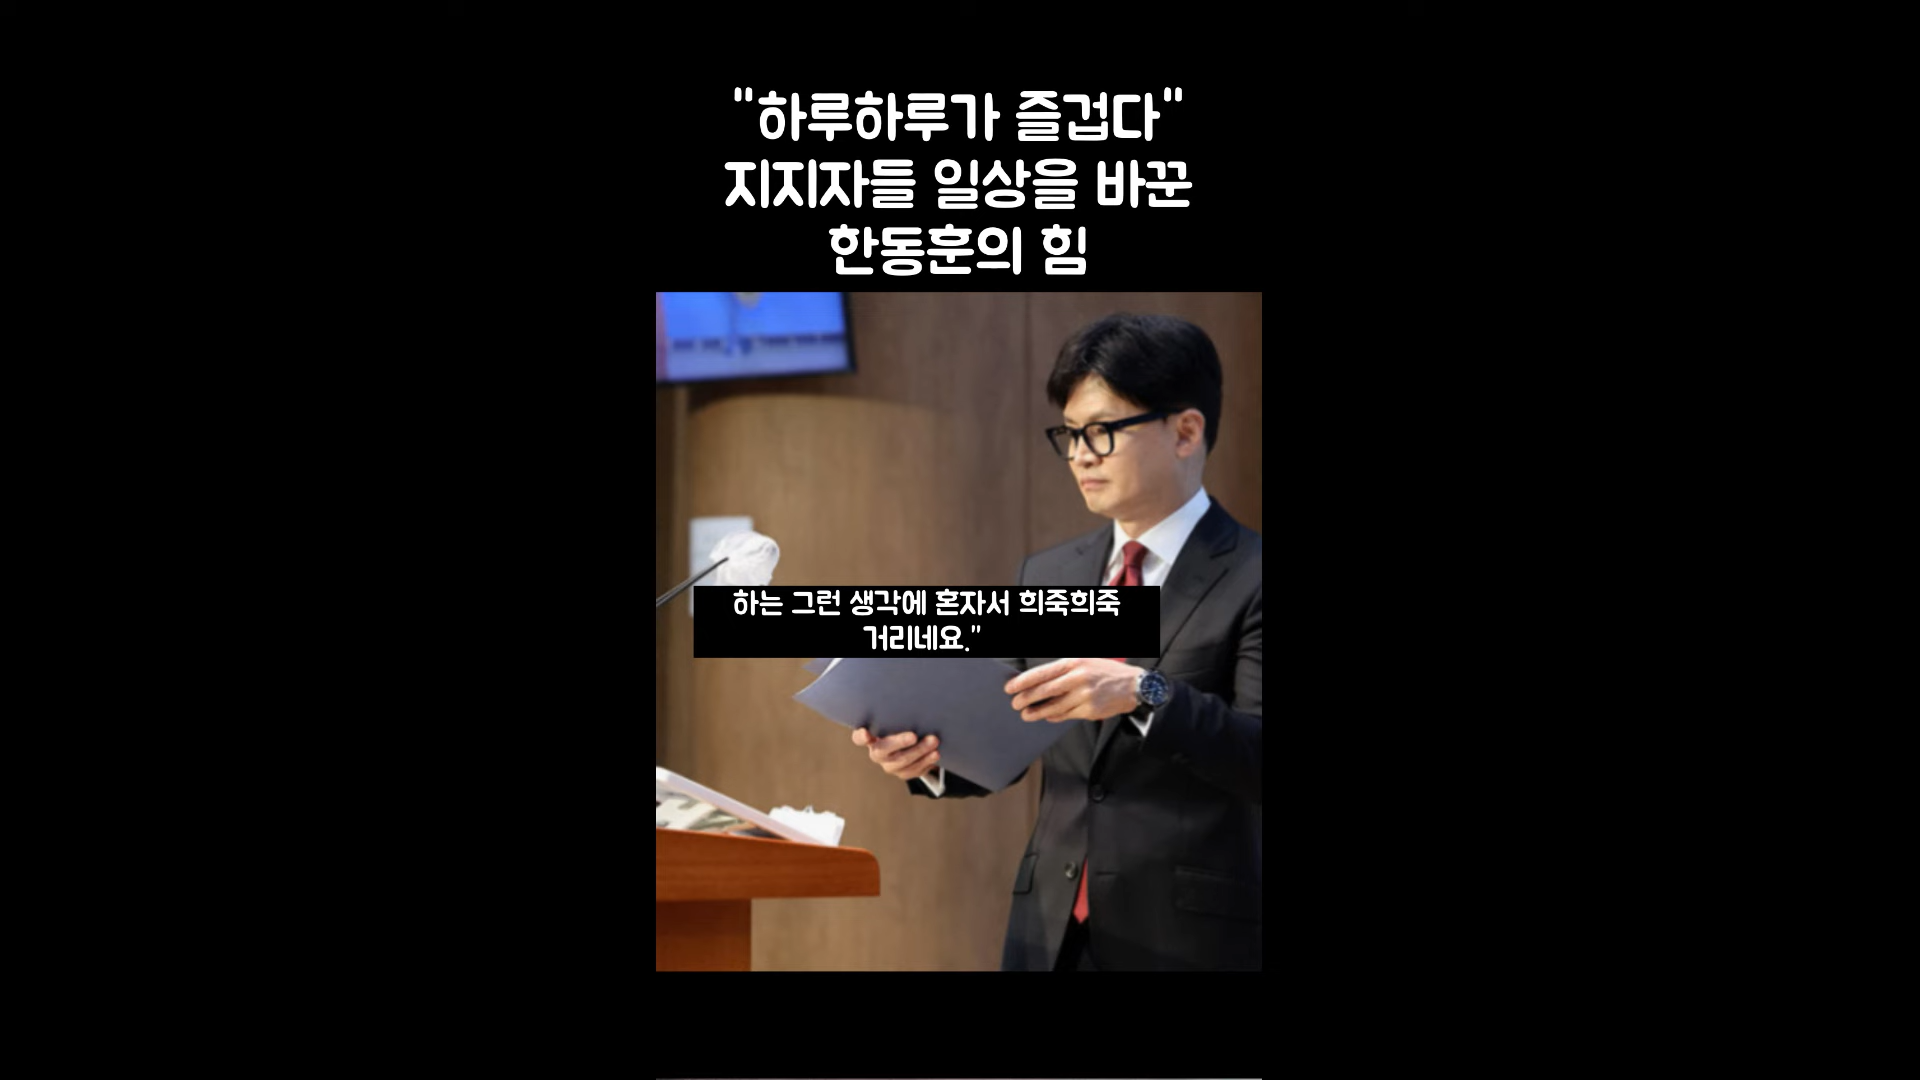 "하루하루가 즐겁다"
지지자들 일상을 바꾼
한동훈의 힘
하는 그런 생각에 혼자서 희죽희죽
거리네요."